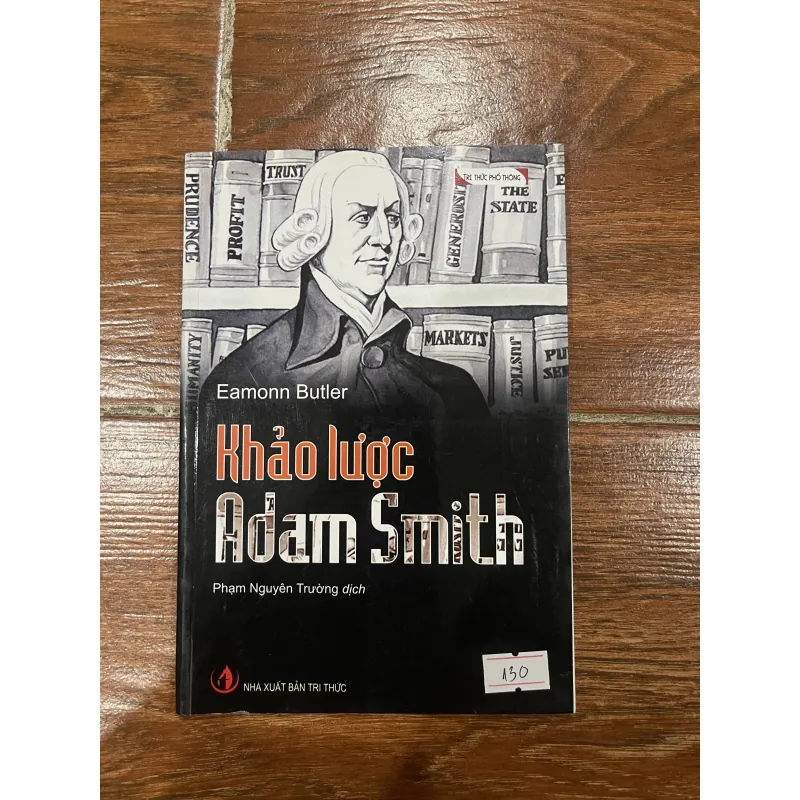 PRUDENCE
PROFIT
TRUST
TRI THỨC PHỔ THÔNG
GENEROSITY
THE
STATE
MARKETS
JUSTICE
Eamonn Butler
Khảo lược
Adam Smith
Phạm Nguyên Trường dịch
NHÀ XUẤT BẢN TRI THỨC
130